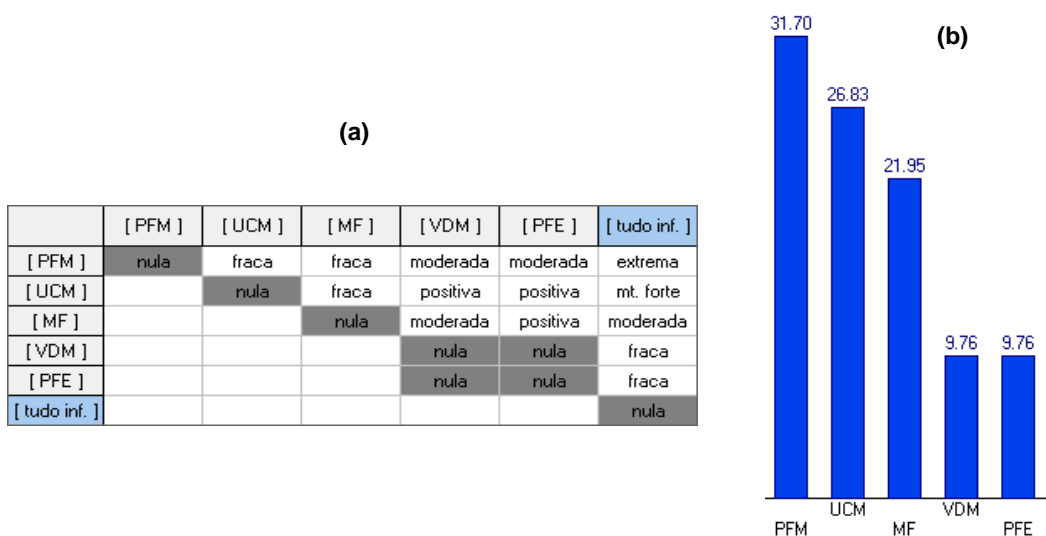 (a)
[ PFM ] [ UCM ] [ MF ] [ VDM ] [ PFE ] [ tudo inf. ]
[ PFM ] nula fraca fraca moderada moderada extrema
[ UCM ] nula fraca positiva positiva mt. forte
[ MF ] nula moderada positiva moderada
[ VDM ] nula nula fraca
[ PFE ] nula nula fraca
[ tudo inf. ] nula
(b)
31.70
26.83
21.95
9.76 9.76
UCM VDM
PFM MF PFE